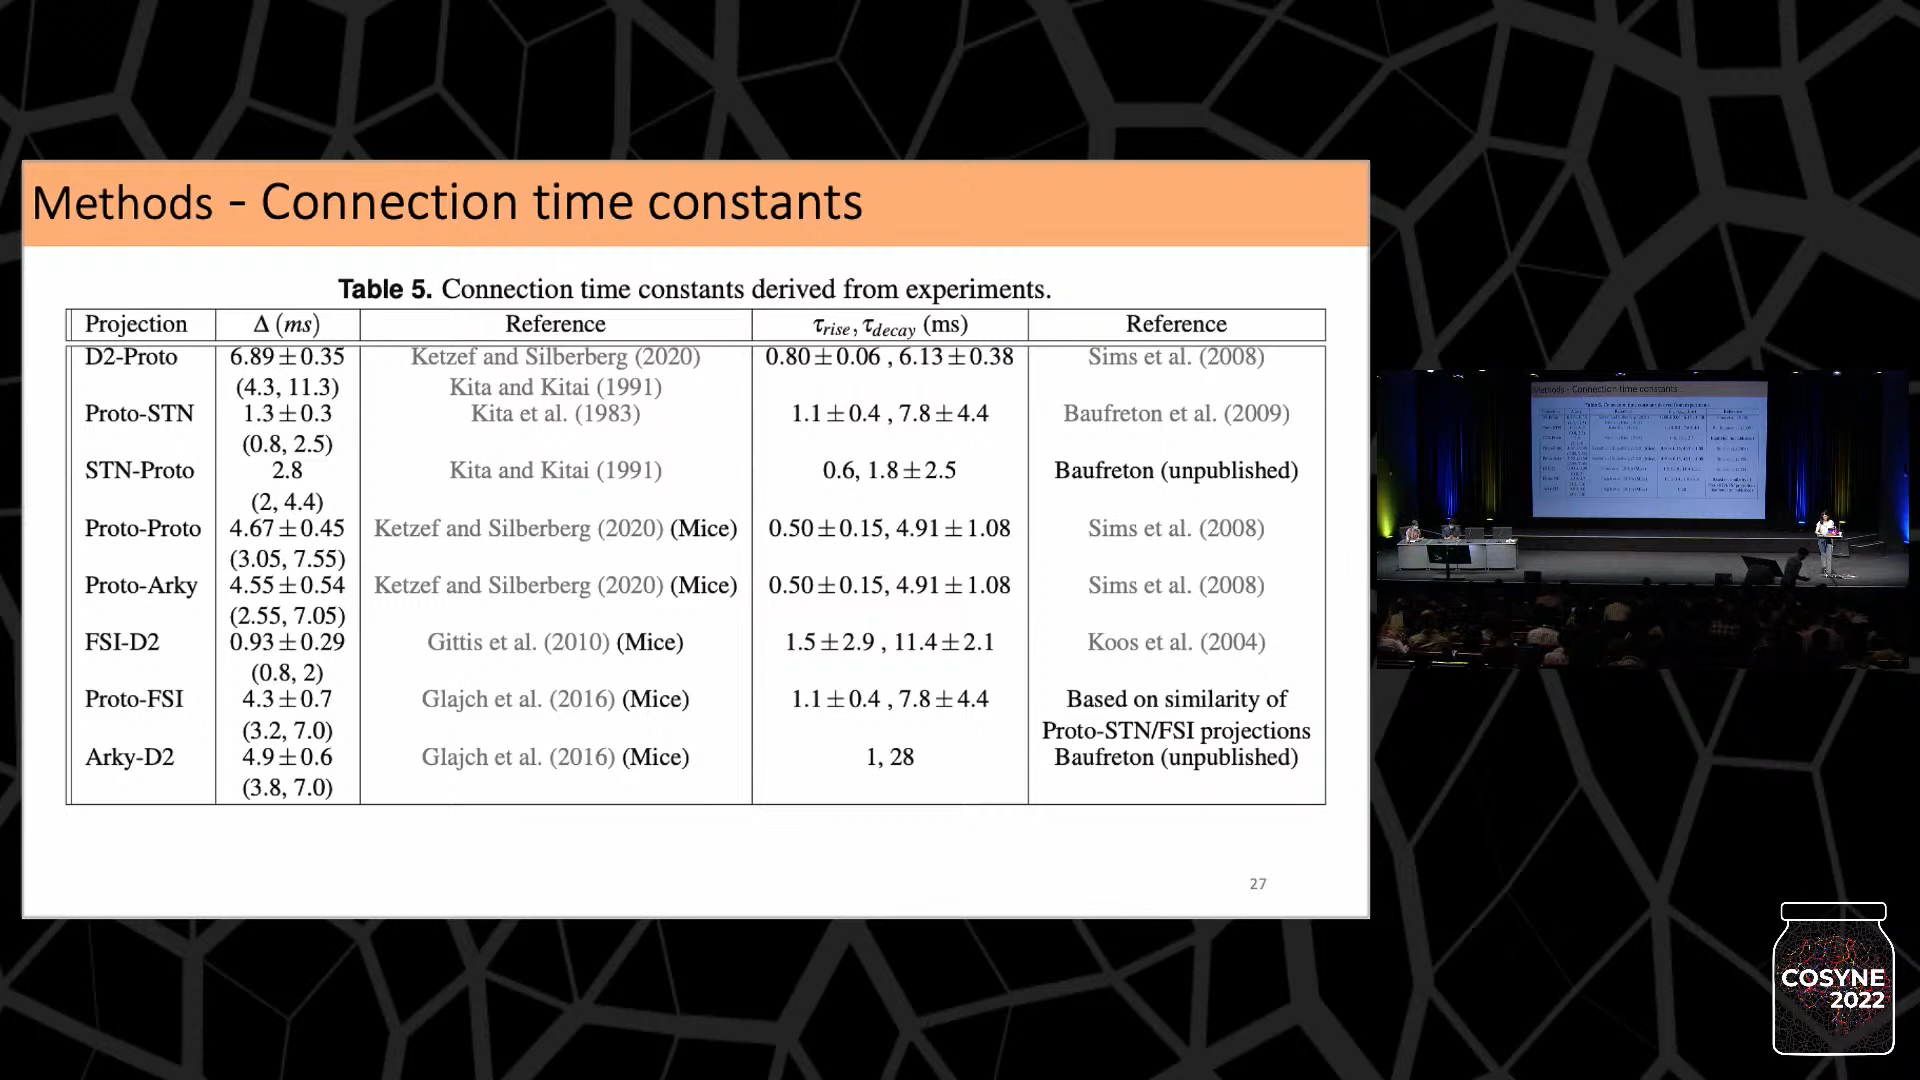 Methods - Connection time constants
Table 5. Connection time constants derived from experiments.
Projection Δ (ms) Reference τrise, τdecay (ms) Reference
D2-Proto 6.89±0.35 Ketzef and Silberberg (2020) 0.80±0.06 , 6.13±0.38 Sims et al. (2008)
(4.3, 11.3) Kita and Kitai (1991)
Proto-STN 1.3±0.3 Kita et al. (1983) 1.1±0.4 , 7.8±4.4 Baufreton et al. (2009)
(0.8, 2.5)
STN-Proto 2.8 Kita and Kitai (1991) 0.6, 1.8±2.5 Baufreton (unpublished)
(2, 4.4)
Proto-Proto 4.67±0.45 Ketzef and Silberberg (2020) (Mice) 0.50±0.15, 4.91±1.08 Sims et al. (2008)
(3.05, 7.55)
Proto-Arky 4.55±0.54 Ketzef and Silberberg (2020) (Mice) 0.50±0.15, 4.91±1.08 Sims et al. (2008)
(2.55, 7.05)
FSI-D2 0.93±0.29 Gittis et al. (2010) (Mice) 1.5±2.9 , 11.4±2.1 Koos et al. (2004)
(0.8, 2)
Proto-FSI 4.3±0.7 Glajch et al. (2016) (Mice) 1.1±0.4 , 7.8±4.4 Based on similarity of
(3.2, 7.0) Proto-STN/FSI projections
Arky-D2 4.9±0.6 Glajch et al. (2016) (Mice) 1, 28 Baufreton (unpublished)
(3.8, 7.0)
27
Methods - Connection time constants
COSYNE
2022